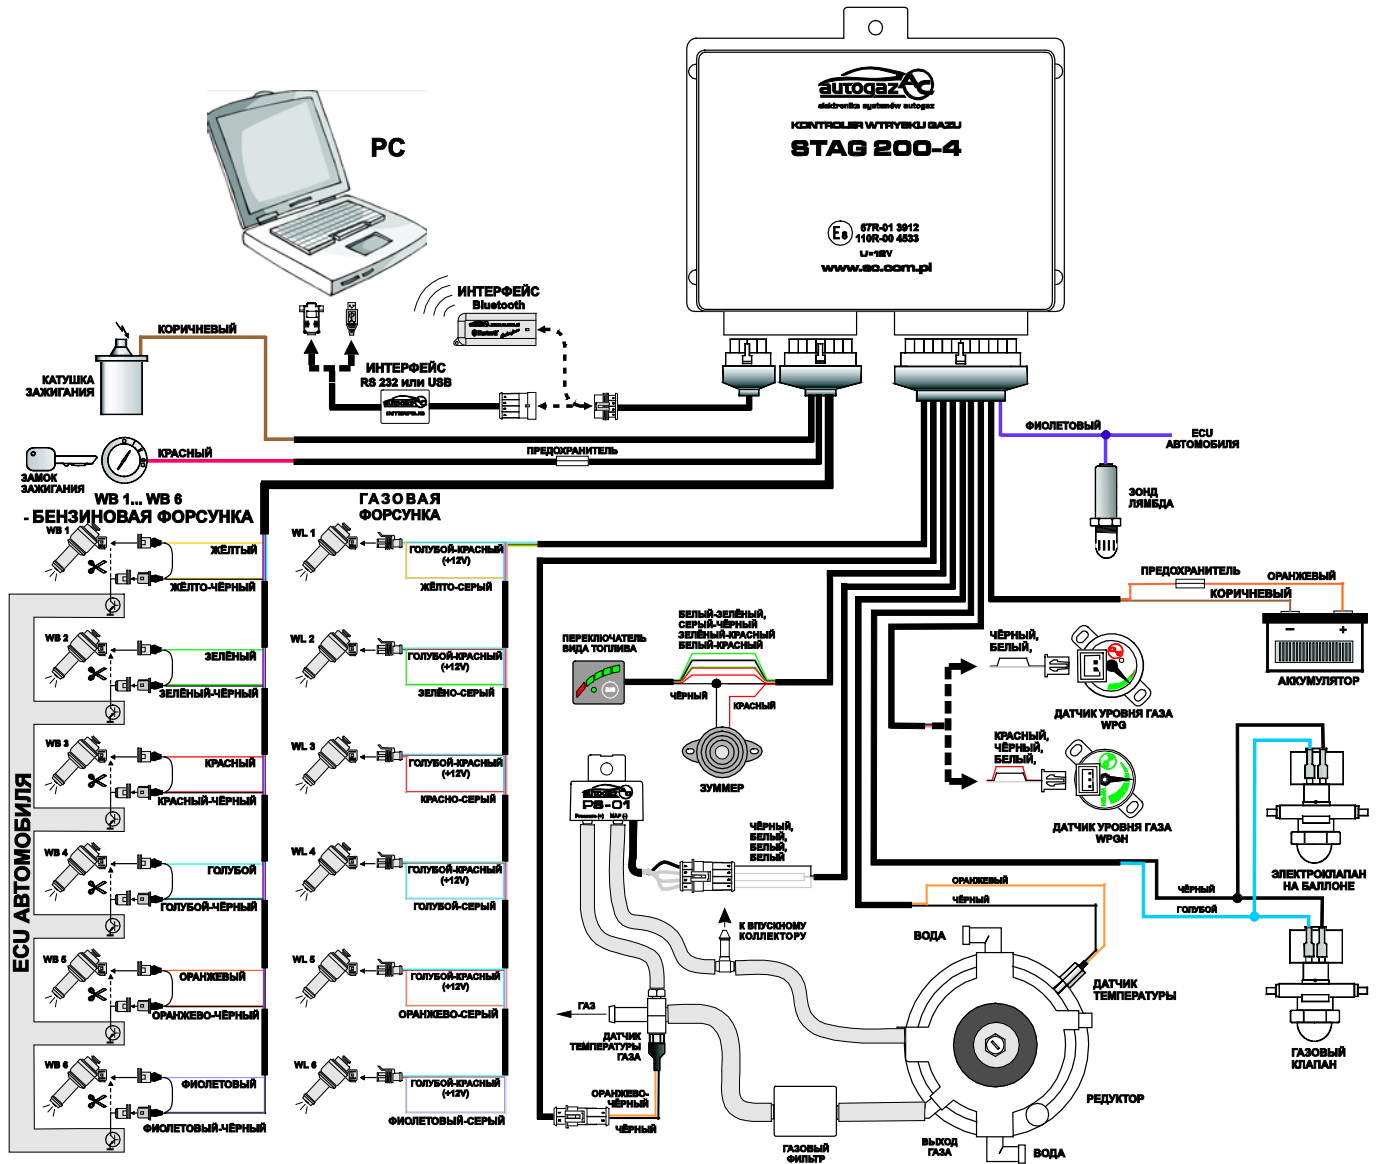 autogaz AC
elektronika systemów autogaz
KONTROLER WTRYSKU GAZU
STAG 200-4
E8
67R-01 3912
110R-00 4533
U=12V
www.ac.com.pl
PC
ИНТЕРФЕЙС
Bluetooth
КОРИЧНЕВЫЙ
КАТУШКА
ЗАЖИГАНИЯ
ИНТЕРФЕЙС
RS 232 или USB
autogaz
INTERFEJS
КРАСНЫЙ
ПРЕДОХРАНИТЕЛЬ
ЗАМОК
ЗАЖИГАНИЯ
ФИОЛЕТОВЫЙ
ECU
АВТОМОБИЛЯ
ЗОНД
ЛЯМБДА
WB 1... WB 6
- БЕНЗИНОВАЯ ФОРСУНКА
ГАЗОВАЯ
ФОРСУНКА
WB 1
ЖЁЛТЫЙ
ЖЁЛТО-ЧЁРНЫЙ
WB 2
ЗЕЛЁНЫЙ
ЗЕЛЁНЫЙ-ЧЁРНЫЙ
WB 3
КРАСНЫЙ
КРАСНЫЙ-ЧЁРНЫЙ
WB 4
ГОЛУБОЙ
ГОЛУБОЙ-ЧЁРНЫЙ
WB 5
ОРАНЖЕВЫЙ
ОРАНЖЕВО-ЧЁРНЫЙ
WB 6
ФИОЛЕТОВЫЙ
ФИОЛЕТОВЫЙ-ЧЁРНЫЙ
ECU АВТОМОБИЛЯ
WL 1
ГОЛУБОЙ-КРАСНЫЙ
(+12V)
ЖЁЛТО-СЕРЫЙ
WL 2
ГОЛУБОЙ-КРАСНЫЙ
(+12V)
ЗЕЛЁНО-СЕРЫЙ
WL 3
ГОЛУБОЙ-КРАСНЫЙ
(+12V)
КРАСНО-СЕРЫЙ
WL 4
ГОЛУБОЙ-КРАСНЫЙ
(+12V)
ГОЛУБОЙ-СЕРЫЙ
WL 5
ГОЛУБОЙ-КРАСНЫЙ
(+12V)
ОРАНЖЕВО-СЕРЫЙ
WL 6
ГОЛУБОЙ-КРАСНЫЙ
(+12V)
ФИОЛЕТОВЫЙ-СЕРЫЙ
ПЕРЕКЛЮЧАТЕЛЬ
ВИДА ТОПЛИВА
БЕЛЫЙ-ЗЕЛЁНЫЙ,
СЕРЫЙ-ЧЁРНЫЙ
ЗЕЛЁНЫЙ-КРАСНЫЙ
БЕЛЫЙ-КРАСНЫЙ
ЧЁРНЫЙ
КРАСНЫЙ
ЗУММЕР
autogaz
PS-01
Pressure (+) MAP (-)
ЧЁРНЫЙ,
БЕЛЫЙ,
БЕЛЫЙ,
БЕЛЫЙ
К ВПУСКНОМУ
КОЛЛЕКТОРУ
ГАЗ
ДАТЧИК
ТЕМПЕРАТУРЫ
ГАЗА
ОРАНЖЕВО-
ЧЁРНЫЙ
ЧЁРНЫЙ
ГАЗОВЫЙ
ФИЛЬТР
ВЫХОД
ГАЗА
ВОДА
ВОДА
РЕДУКТОР
ОРАНЖЕВЫЙ
ЧЁРНЫЙ
ДАТЧИК
ТЕМПЕРАТУРЫ
ПРЕДОХРАНИТЕЛЬ
ОРАНЖЕВЫЙ
КОРИЧНЕВЫЙ
− +
АККУМУЛЯТОР
ЧЁРНЫЙ,
БЕЛЫЙ,
ДАТЧИК УРОВНЯ ГАЗА
WPG
КРАСНЫЙ,
ЧЁРНЫЙ,
БЕЛЫЙ,
ДАТЧИК УРОВНЯ ГАЗА
WPGH
ЭЛЕКТРОКЛАПАН
НА БАЛЛОНЕ
ЧЁРНЫЙ
ГОЛУБОЙ
ГАЗОВЫЙ
КЛАПАН